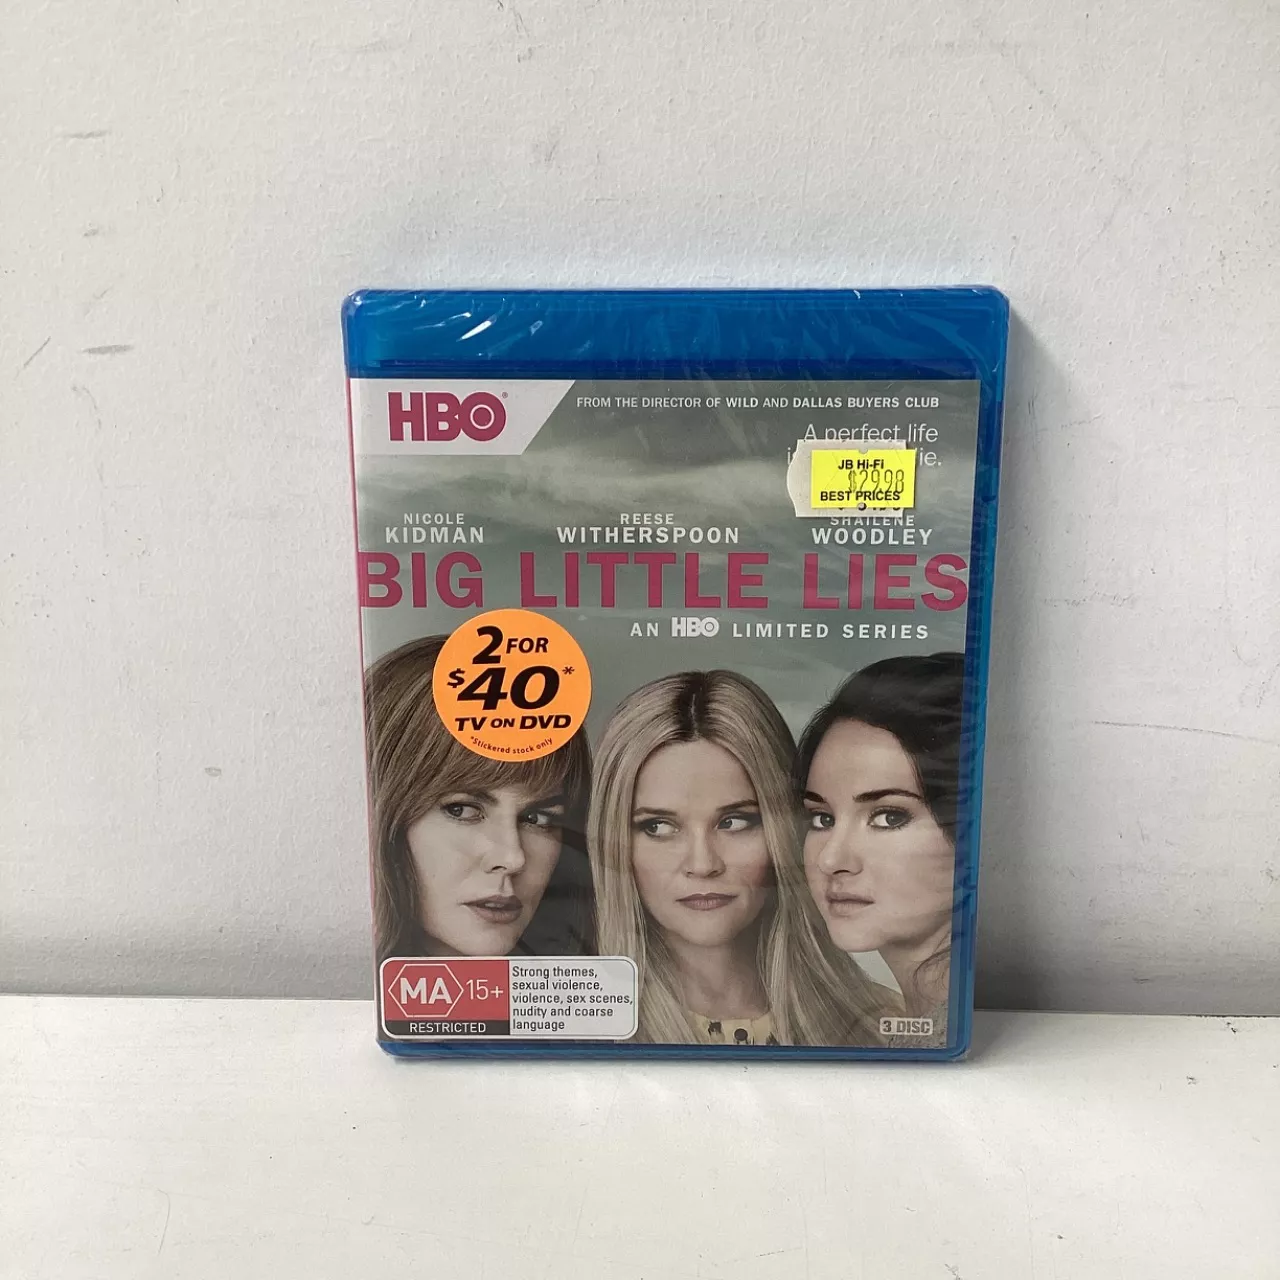 HBO®
FROM THE DIRECTOR OF WILD AND DALLAS BUYERS CLUB
A perfect life
JB Hi-Fi
$29.98
BEST PRICES
NICOLE
KIDMAN
REESE
WITHERSPOON
SHAILENE
WOODLEY
BIG LITTLE LIES
AN HBO LIMITED SERIES
2 FOR
$40*
TV ON DVD
*Stickered stock only
MA 15+
RESTRICTED
Strong themes,
sexual violence,
violence, sex scenes,
nudity and coarse
language
3 DISC